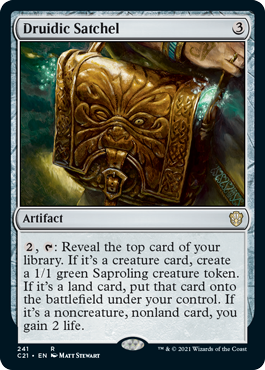 Druidic Satchel 3
Artifact
2, T: Reveal the top card of your
library. If it's a creature card, create
a 1/1 green Saproling creature token.
If it's a land card, put that card onto
the battlefield under your control. If
it's a noncreature, nonland card, you
gain 2 life.
241 R
C21 • EN MATT STEWART
™ & © 2021 Wizards of the Coast